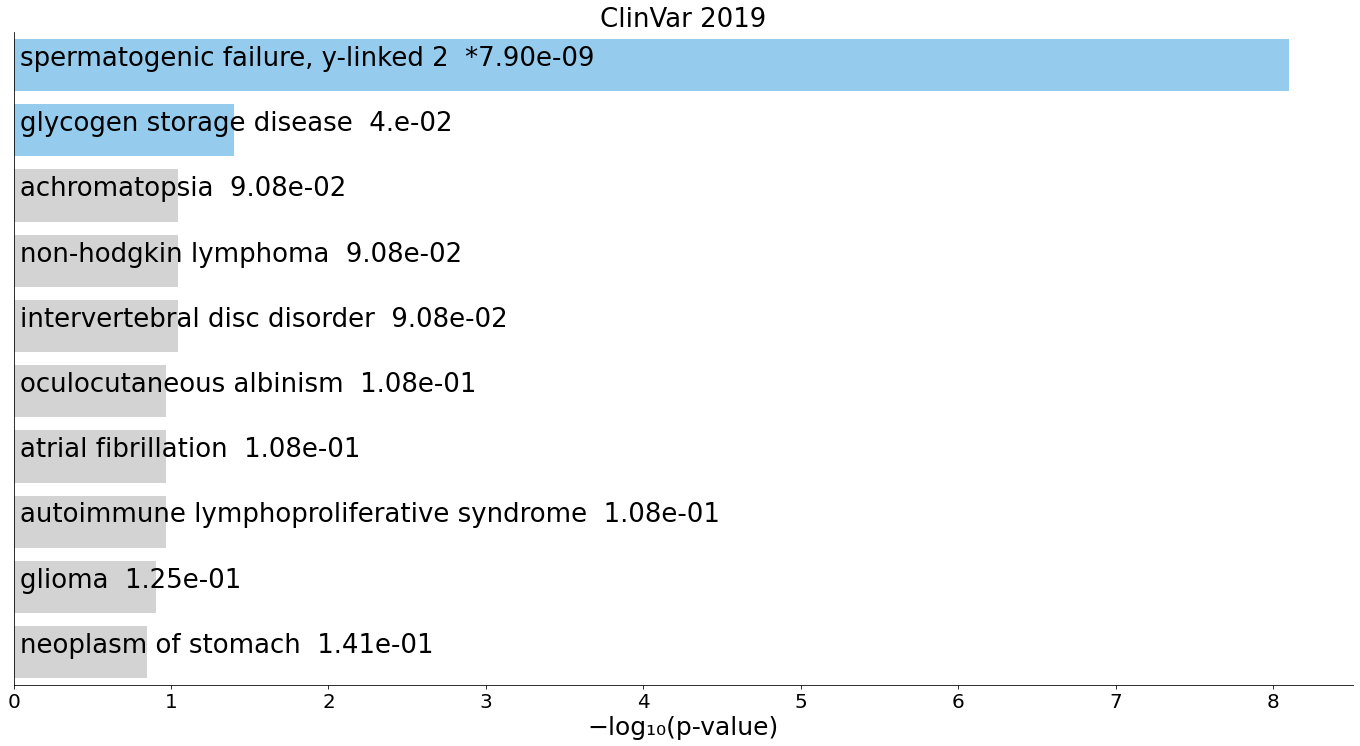 ClinVar 2019
spermatogenic failure, y-linked 2  *7.90e-09
glycogen storage disease  4.e-02
achromatopsia  9.08e-02
non-hodgkin lymphoma  9.08e-02
intervertebral disc disorder  9.08e-02
oculocutaneous albinism  1.08e-01
atrial fibrillation  1.08e-01
autoimmune lymphoproliferative syndrome  1.08e-01
glioma  1.25e-01
neoplasm of stomach  1.41e-01
0 1 2 3 4 5 6 7 8
−log₁₀(p-value)